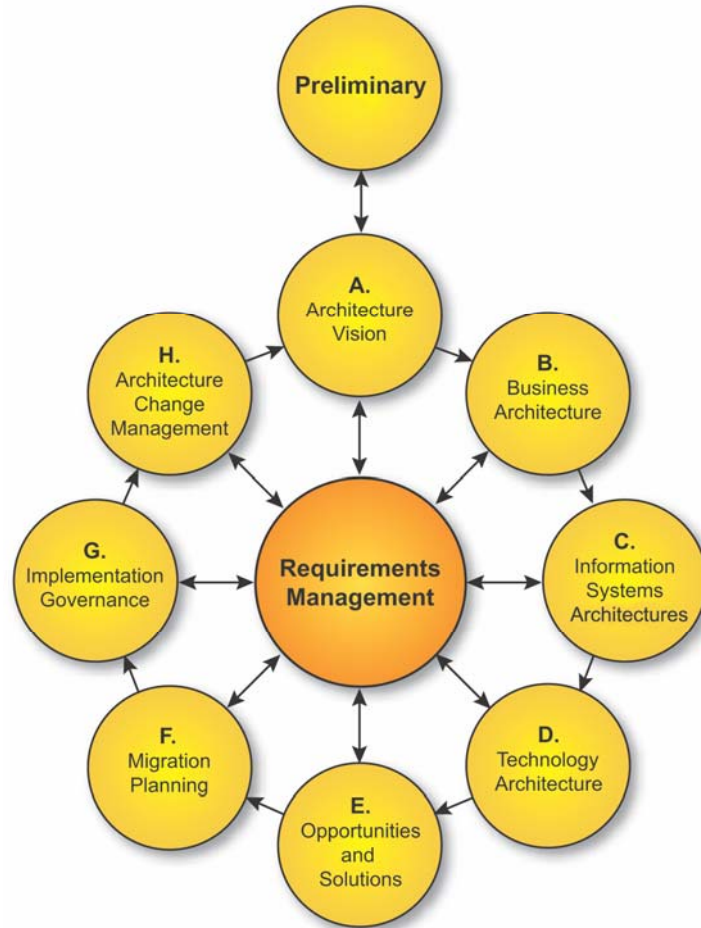 Preliminary
A.
Architecture
Vision
B.
Business
Architecture
C.
Information
Systems
Architectures
D.
Technology
Architecture
E.
Opportunities
and
Solutions
F.
Migration
Planning
G.
Implementation
Governance
H.
Architecture
Change
Management
Requirements
Management